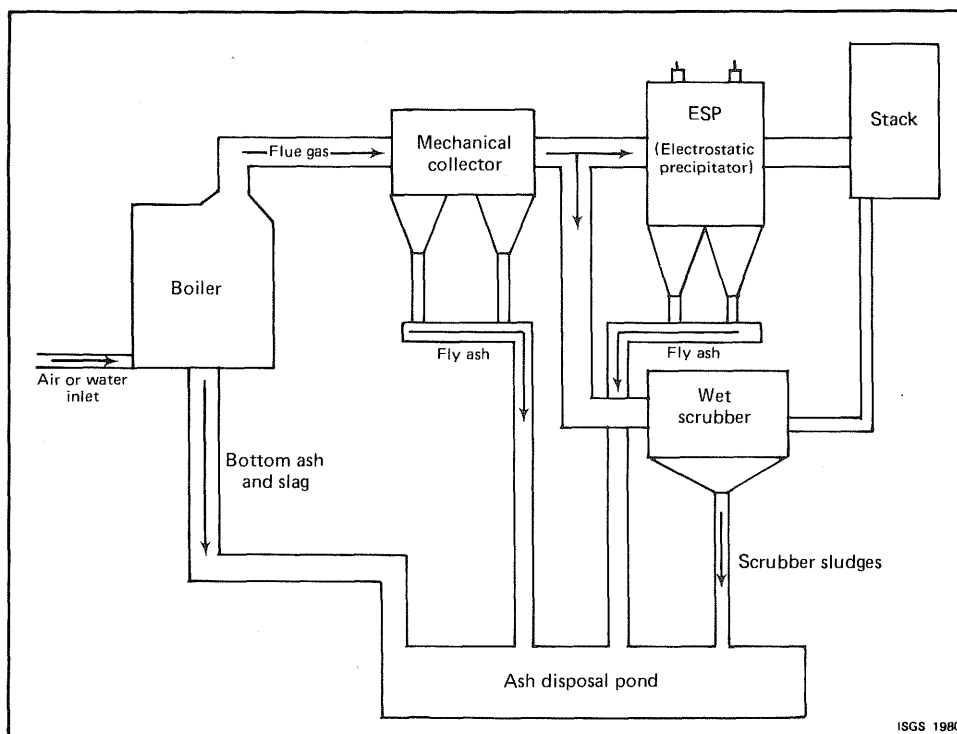 Flue gas
Mechanical
collector
ESP
(Electrostatic
precipitator)
Stack
Boiler
Air or water
inlet
Fly ash
Fly ash
Wet
scrubber
Bottom ash
and slag
Scrubber sludges
Ash disposal pond
ISGS 1980